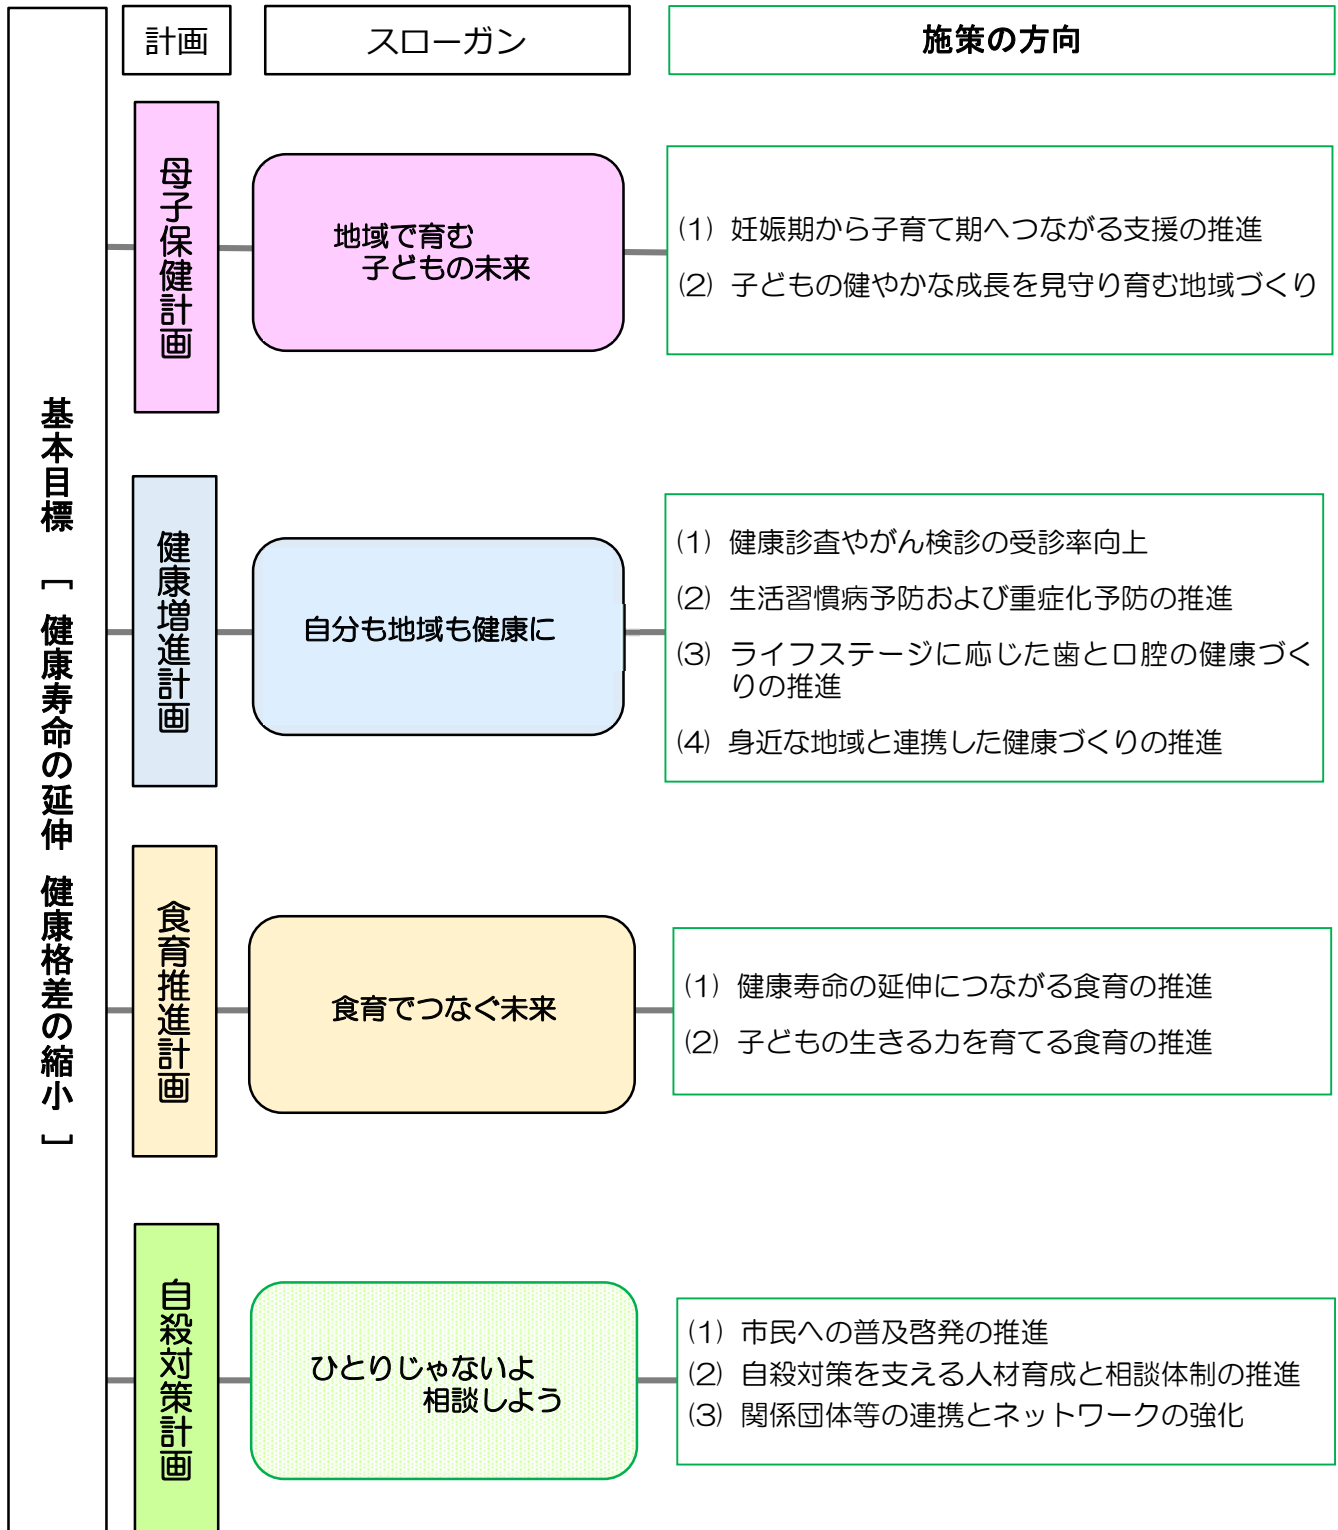 計画
スローガン
施策の方向
基本目標 [ 健康寿命の延伸 健康格差の縮小 ]
母子保健計画
地域で育む
子どもの未来
(1) 妊娠期から子育て期へつながる支援の推進
(2) 子どもの健やかな成長を見守り育む地域づくり
健康増進計画
自分も地域も健康に
(1) 健康診査やがん検診の受診率向上
(2) 生活習慣病予防および重症化予防の推進
(3) ライフステージに応じた歯と口腔の健康づく
りの推進
(4) 身近な地域と連携した健康づくりの推進
食育推進計画
食育でつなぐ未来
(1) 健康寿命の延伸につながる食育の推進
(2) 子どもの生きる力を育てる食育の推進
自殺対策計画
ひとりじゃないよ
相談しよう
(1) 市民への普及啓発の推進
(2) 自殺対策を支える人材育成と相談体制の推進
(3) 関係団体等の連携とネットワークの強化